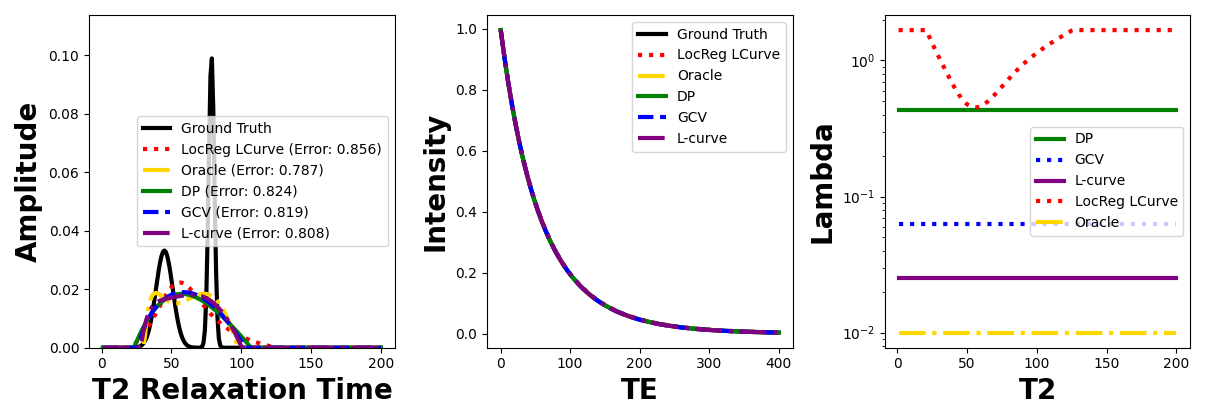 0.10
0.08
0.06
0.04
0.02
0.00
Amplitude
Ground Truth
LocReg LCurve (Error: 0.856)
Oracle (Error: 0.787)
DP (Error: 0.824)
GCV (Error: 0.819)
L-curve (Error: 0.808)
0 50 100 150 200
T2 Relaxation Time
1.0
0.8
0.6
0.4
0.2
0.0
Intensity
Ground Truth
LocReg LCurve
Oracle
DP
GCV
L-curve
0 100 200 300 400
TE
10⁰
10⁻¹
10⁻²
Lambda
DP
GCV
L-curve
LocReg LCurve
Oracle
0 50 100 150 200
T2